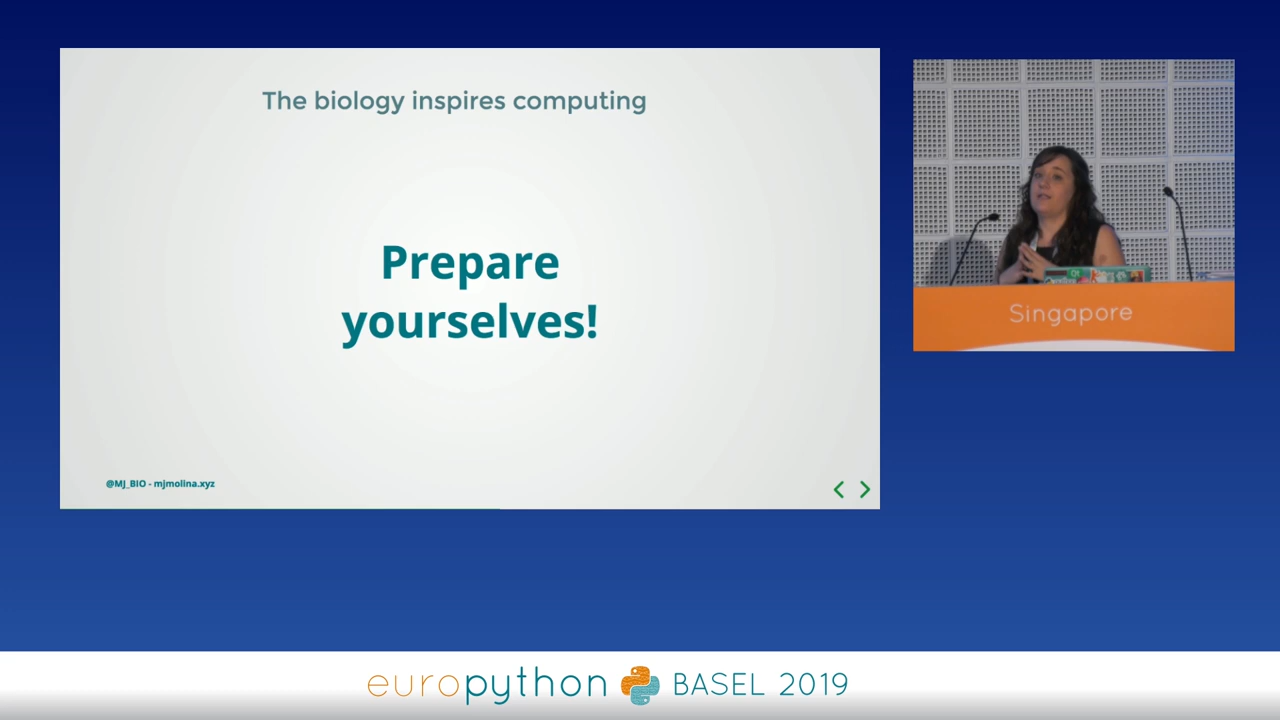 The biology inspires computing
Prepare
yourselves!
@MJ_BIO - mjmolina.xyz
Singapore
europython BASEL 2019